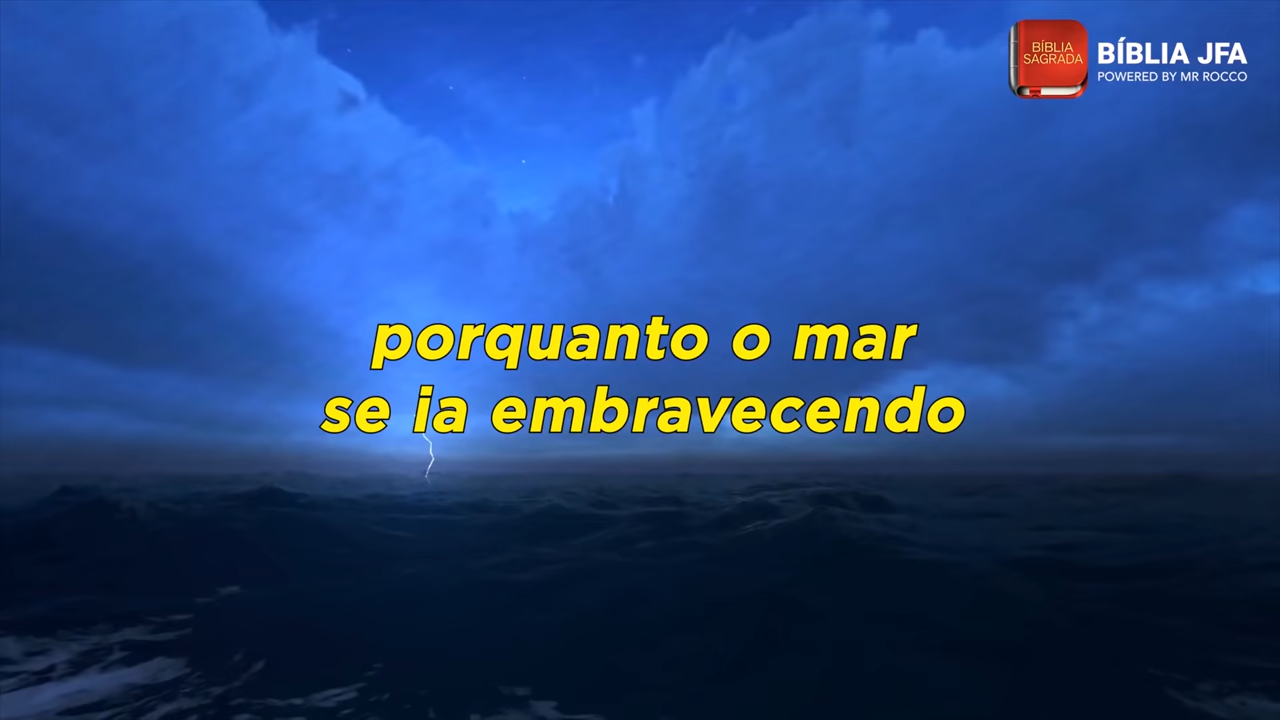 BÍBLIA
SAGRADA
BÍBLIA JFA
POWERED BY MR ROCCO
porquanto o mar
se ia embravecendo